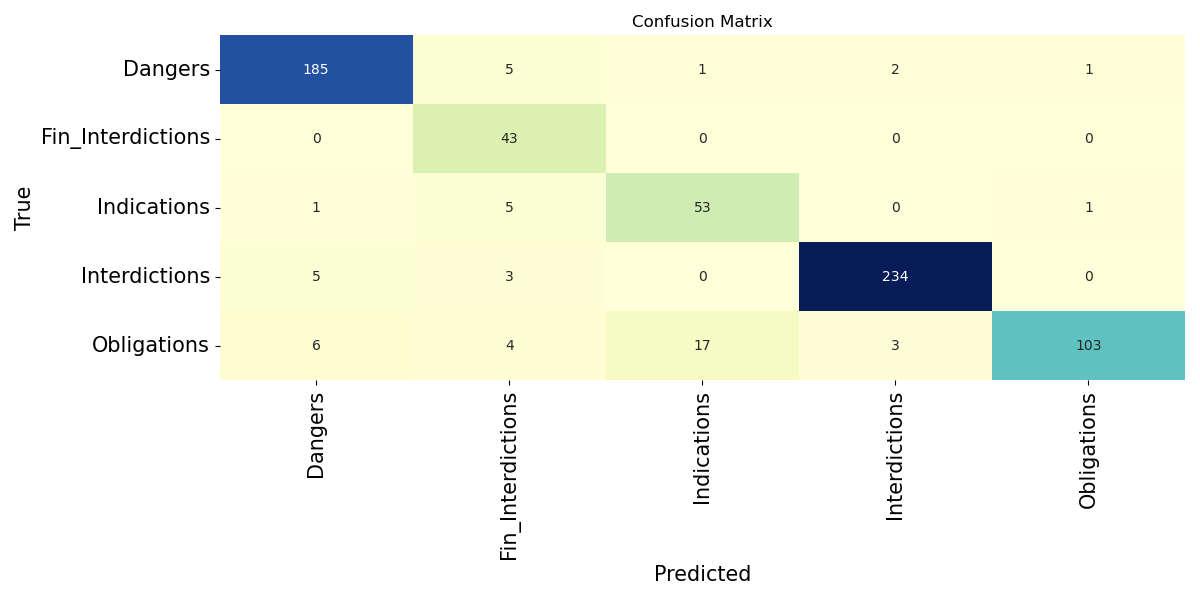 Confusion Matrix
True
Dangers 185 5 1 2 1
Fin_Interdictions 0 43 0 0 0
Indications 1 5 53 0 1
Interdictions 5 3 0 234 0
Obligations 6 4 17 3 103
Dangers Fin_Interdictions Indications Interdictions Obligations
Predicted